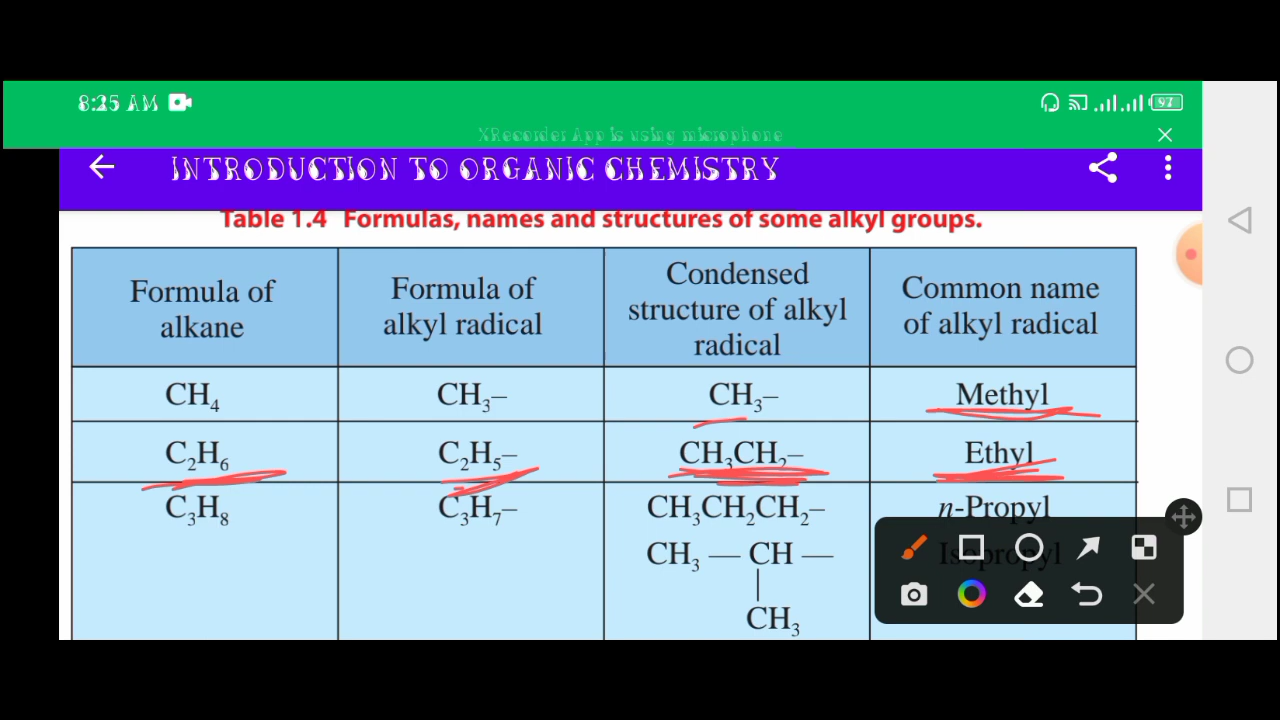 8:25 AM
97
XRecorder App is using microphone
INTRODUCTION TO ORGANIC CHEMISTRY
Table 1.4 Formulas, names and structures of some alkyl groups.
Formula of
alkane
Formula of
alkyl radical
Condensed
structure of alkyl
radical
Common name
of alkyl radical
CH₄
CH₃–
CH₃–
Methyl
C₂H₆
C₂H₅–
CH₃CH₂–
Ethyl
C₃H₈
C₃H₇–
CH₃CH₂CH₂–
n-Propyl
CH₃ — CH —
|
CH₃
Isopropyl